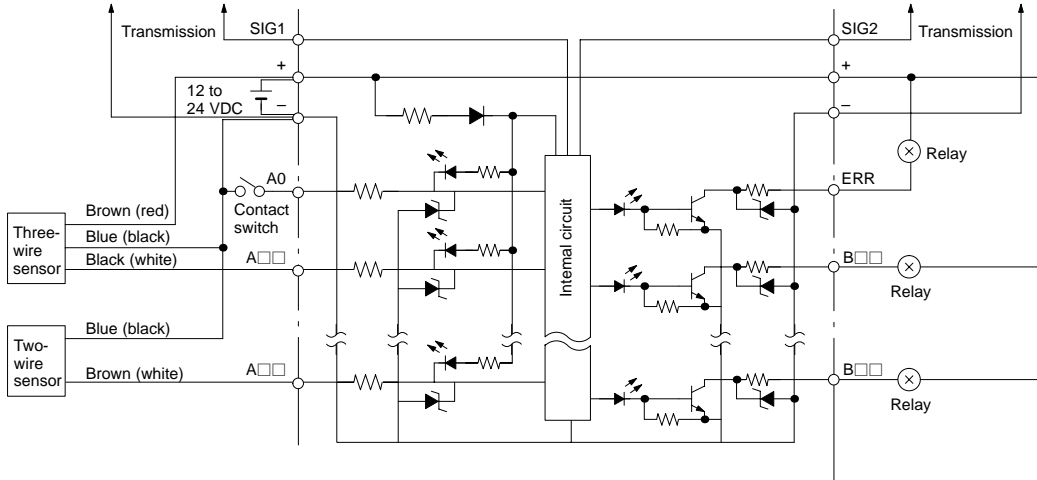 Transmission
SIG1
SIG2
Transmission
+
+
12 to
24 VDC
–
–
Relay
A0
ERR
Contact
switch
Brown (red)
Three-
wire
sensor
Blue (black)
Black (white)
A□□
Internal circuit
B□□
Relay
Two-
wire
sensor
Blue (black)
Brown (white)
A□□
B□□
Relay